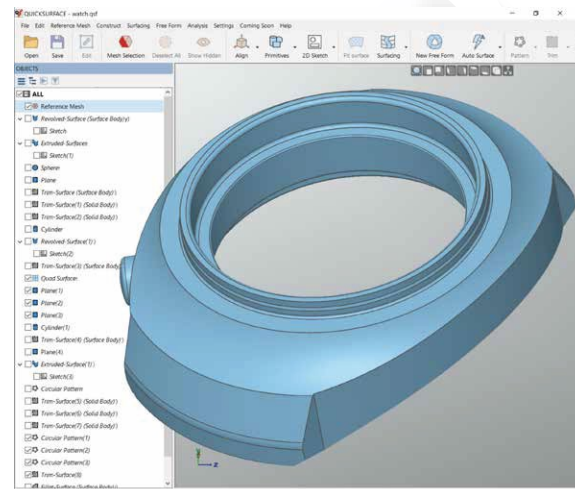 QUICKSURFACE - watch.qsf
File Edit Reference Mesh Construct Surfacing Free Form Analysis Settings Coming Soon Help
Open Save Edit Mesh Selection Deselect All Show Hidden Align Primitives 2D Sketch Fit surface Surfacing New Free Form Auto Surface Pattern Trim
OBJECTS
ALL
Reference Mesh
Revolved-Surface (Surface Body)
Sketch
Extruded-Surfaces
Sketch(1)
Sphere
Plane
Trim-Surface (Surface Body)
Trim-Surface(1) (Solid Body)
Trim-Surface(2) (Solid Body)
Cylinder
Revolved-Surface(1)
Sketch(2)
Trim-Surface(3) (Surface Body)
Quad Surface
Plane(1)
Plane(2)
Plane(3)
Cylinder(1)
Trim-Surface(4) (Surface Body)
Plane(4)
Extruded-Surface(1)
Sketch(3)
Circular Pattern
Trim-Surface(5) (Solid Body)
Trim-Surface(6) (Solid Body)
Trim-Surface(7) (Solid Body)
Circular Pattern(1)
Circular Pattern(2)
Circular Pattern(3)
Trim-Surface(8)
Y
Z